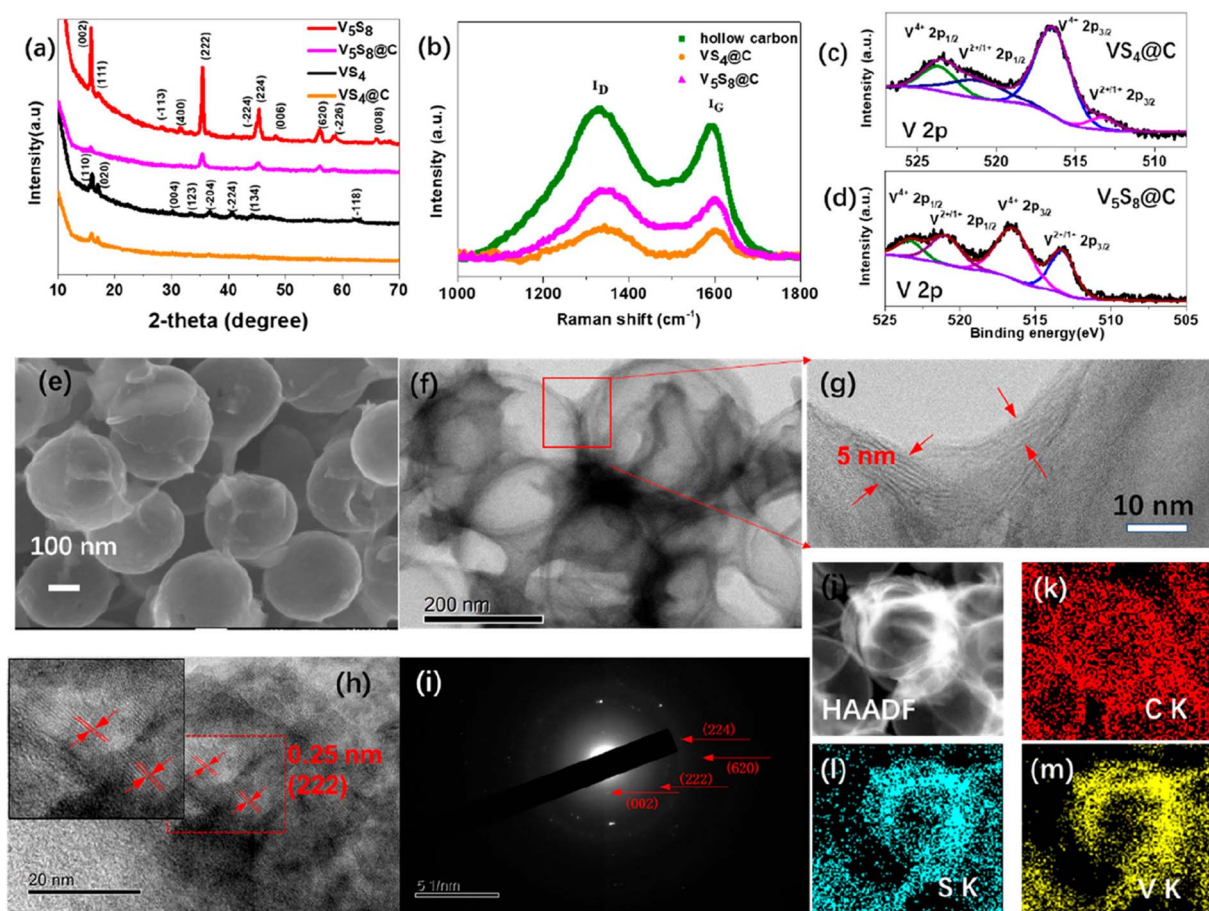 (a)
V5S8
V5S8@C
VS4
VS4@C
(002)
(111)
(-113)
(400)
(222)
(-224)
(224)
(006)
(620)
(-226)
(008)
(110)
(020)
(004)
(123)
(-204)
(-224)
(134)
(-118)
Intensity(a.u)
10 20 30 40 50 60 70
2-theta (degree)
(b)
hollow carbon
VS4@C
V5S8@C
ID
IG
Intensity (a.u.)
1000 1200 1400 1600 1800
Raman shift (cm-1)
(c)
V4+ 2p1/2
V2+/1+ 2p1/2
V4+ 2p3/2
VS4@C
V2+/1+ 2p3/2
V 2p
Intensity (a.u.)
525 520 515 510
(d)
V5S8@C
V4+ 2p1/2
V2+/1+ 2p1/2
V4+ 2p3/2
V2+/1+ 2p3/2
V 2p
Intensity (a.u.)
525 520 515 510 505
Binding energy(eV)
(e)
100 nm
(f)
200 nm
(g)
5 nm
10 nm
(h)
0.25 nm
(222)
20 nm
(i)
(224)
(620)
(222)
(002)
5 1/nm
(j)
HAADF
(k)
C K
(l)
S K
(m)
V K